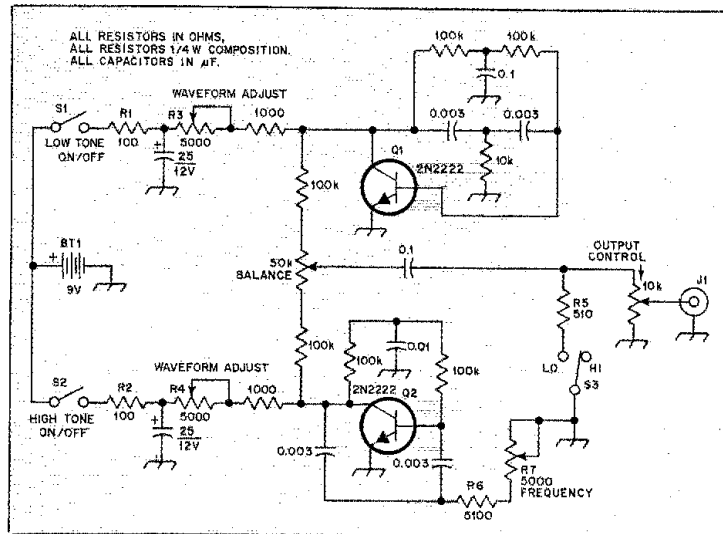 ALL RESISTORS IN OHMS,
ALL RESISTORS 1/4 W COMPOSITION.
ALL CAPACITORS IN µF.
100k
100k
0.1
S1
R1
100
LOW TONE
ON/OFF
WAVEFORM ADJUST
R3
5000
1000
25
12V
0.003
0.003
10k
Q1
2N2222
100k
BT1
9V
50k
BALANCE
0.1
OUTPUT
CONTROL
10k
J1
R5
510
LO
HI
S3
100k
100k
0.01
100k
2N2222
Q2
WAVEFORM ADJUST
S2
R2
100
HIGH TONE
ON/OFF
R4
5000
1000
25
12V
0.003
0.003
R6
5100
R7
5000
FREQUENCY